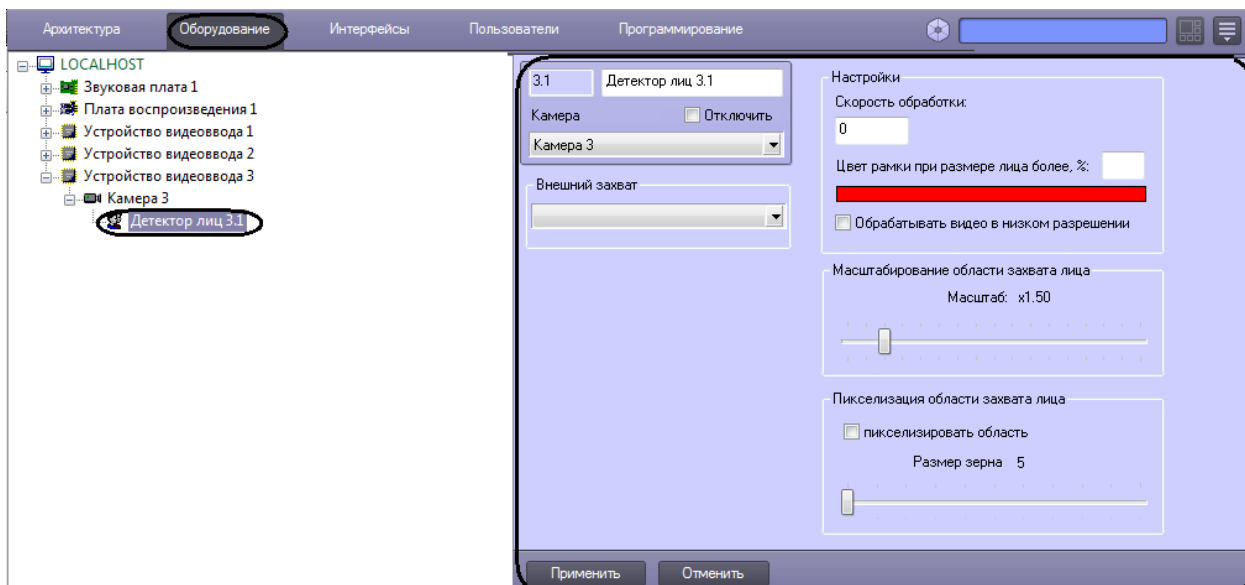 Архитектура Оборудование Интерфейсы Пользователи Программирование
LOCALHOST
Звуковая плата 1
Плата воспроизведения 1
Устройство видеоввода 1
Устройство видеоввода 2
Устройство видеоввода 3
Камера 3
Детектор лиц 3.1
3.1 Детектор лиц 3.1
Камера Отключить
Камера 3
Внешний захват
Настройки
Скорость обработки:
0
Цвет рамки при размере лица более, %:
Обрабатывать видео в низком разрешении
Масштабирование области захвата лица
Масштаб: x1.50
Пикселизация области захвата лица
пикселизировать область
Размер зерна 5
Применить Отменить